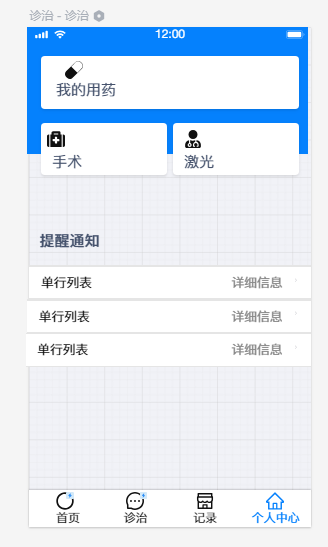 诊治 - 诊治
12:00
我的用药
手术
激光
提醒通知
单行列表 详细信息
单行列表 详细信息
单行列表 详细信息
首页 诊治 记录 个人中心